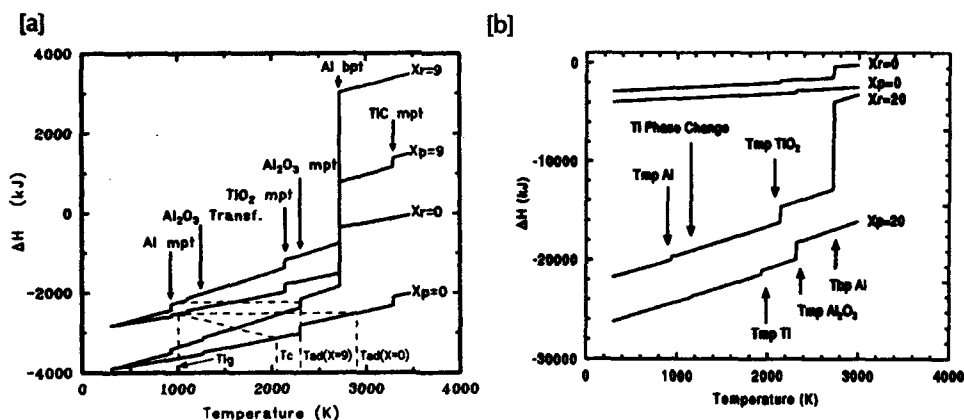 [a]
4000
2000
0
-2000
-4000
ΔH (kJ)
Al bpt
Xr=9
TiC mpt
Xp=9
Al₂O₃ mpt
TiO₂ mpt
Al₂O₃ Transf.
Al mpt
Xr=0
Xp=0
Tig
Tc
Tad(X=9)
Tad(X=0)
0
1000
2000
3000
4000
Temperature (K)
[b]
0
-10000
-20000
-30000
ΔH (kJ)
Xr=0
Xp=0
Xr=20
Ti Phase Change
Tmp TiO₂
Tmp Al
Xp=20
Tbp Al
Tmp Al₂O₃
Tmp Ti
0
1000
2000
3000
4000
Temperature (K)